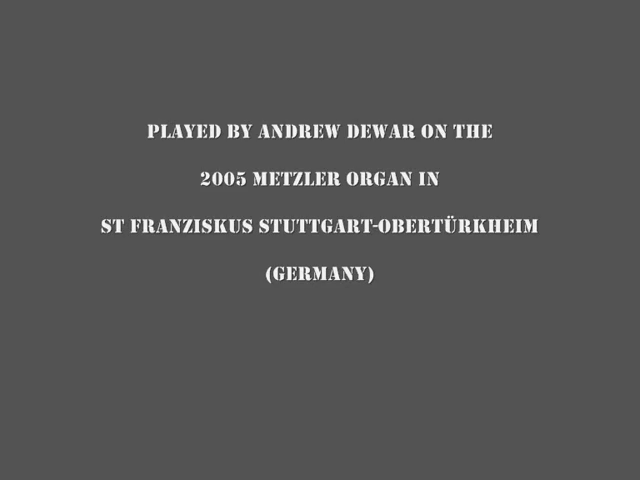 PLAYED BY ANDREW DEWAR ON THE
2005 METZLER ORGAN IN
ST FRANZISKUS STUTTGART-OBERTÜRKHEIM
(GERMANY)